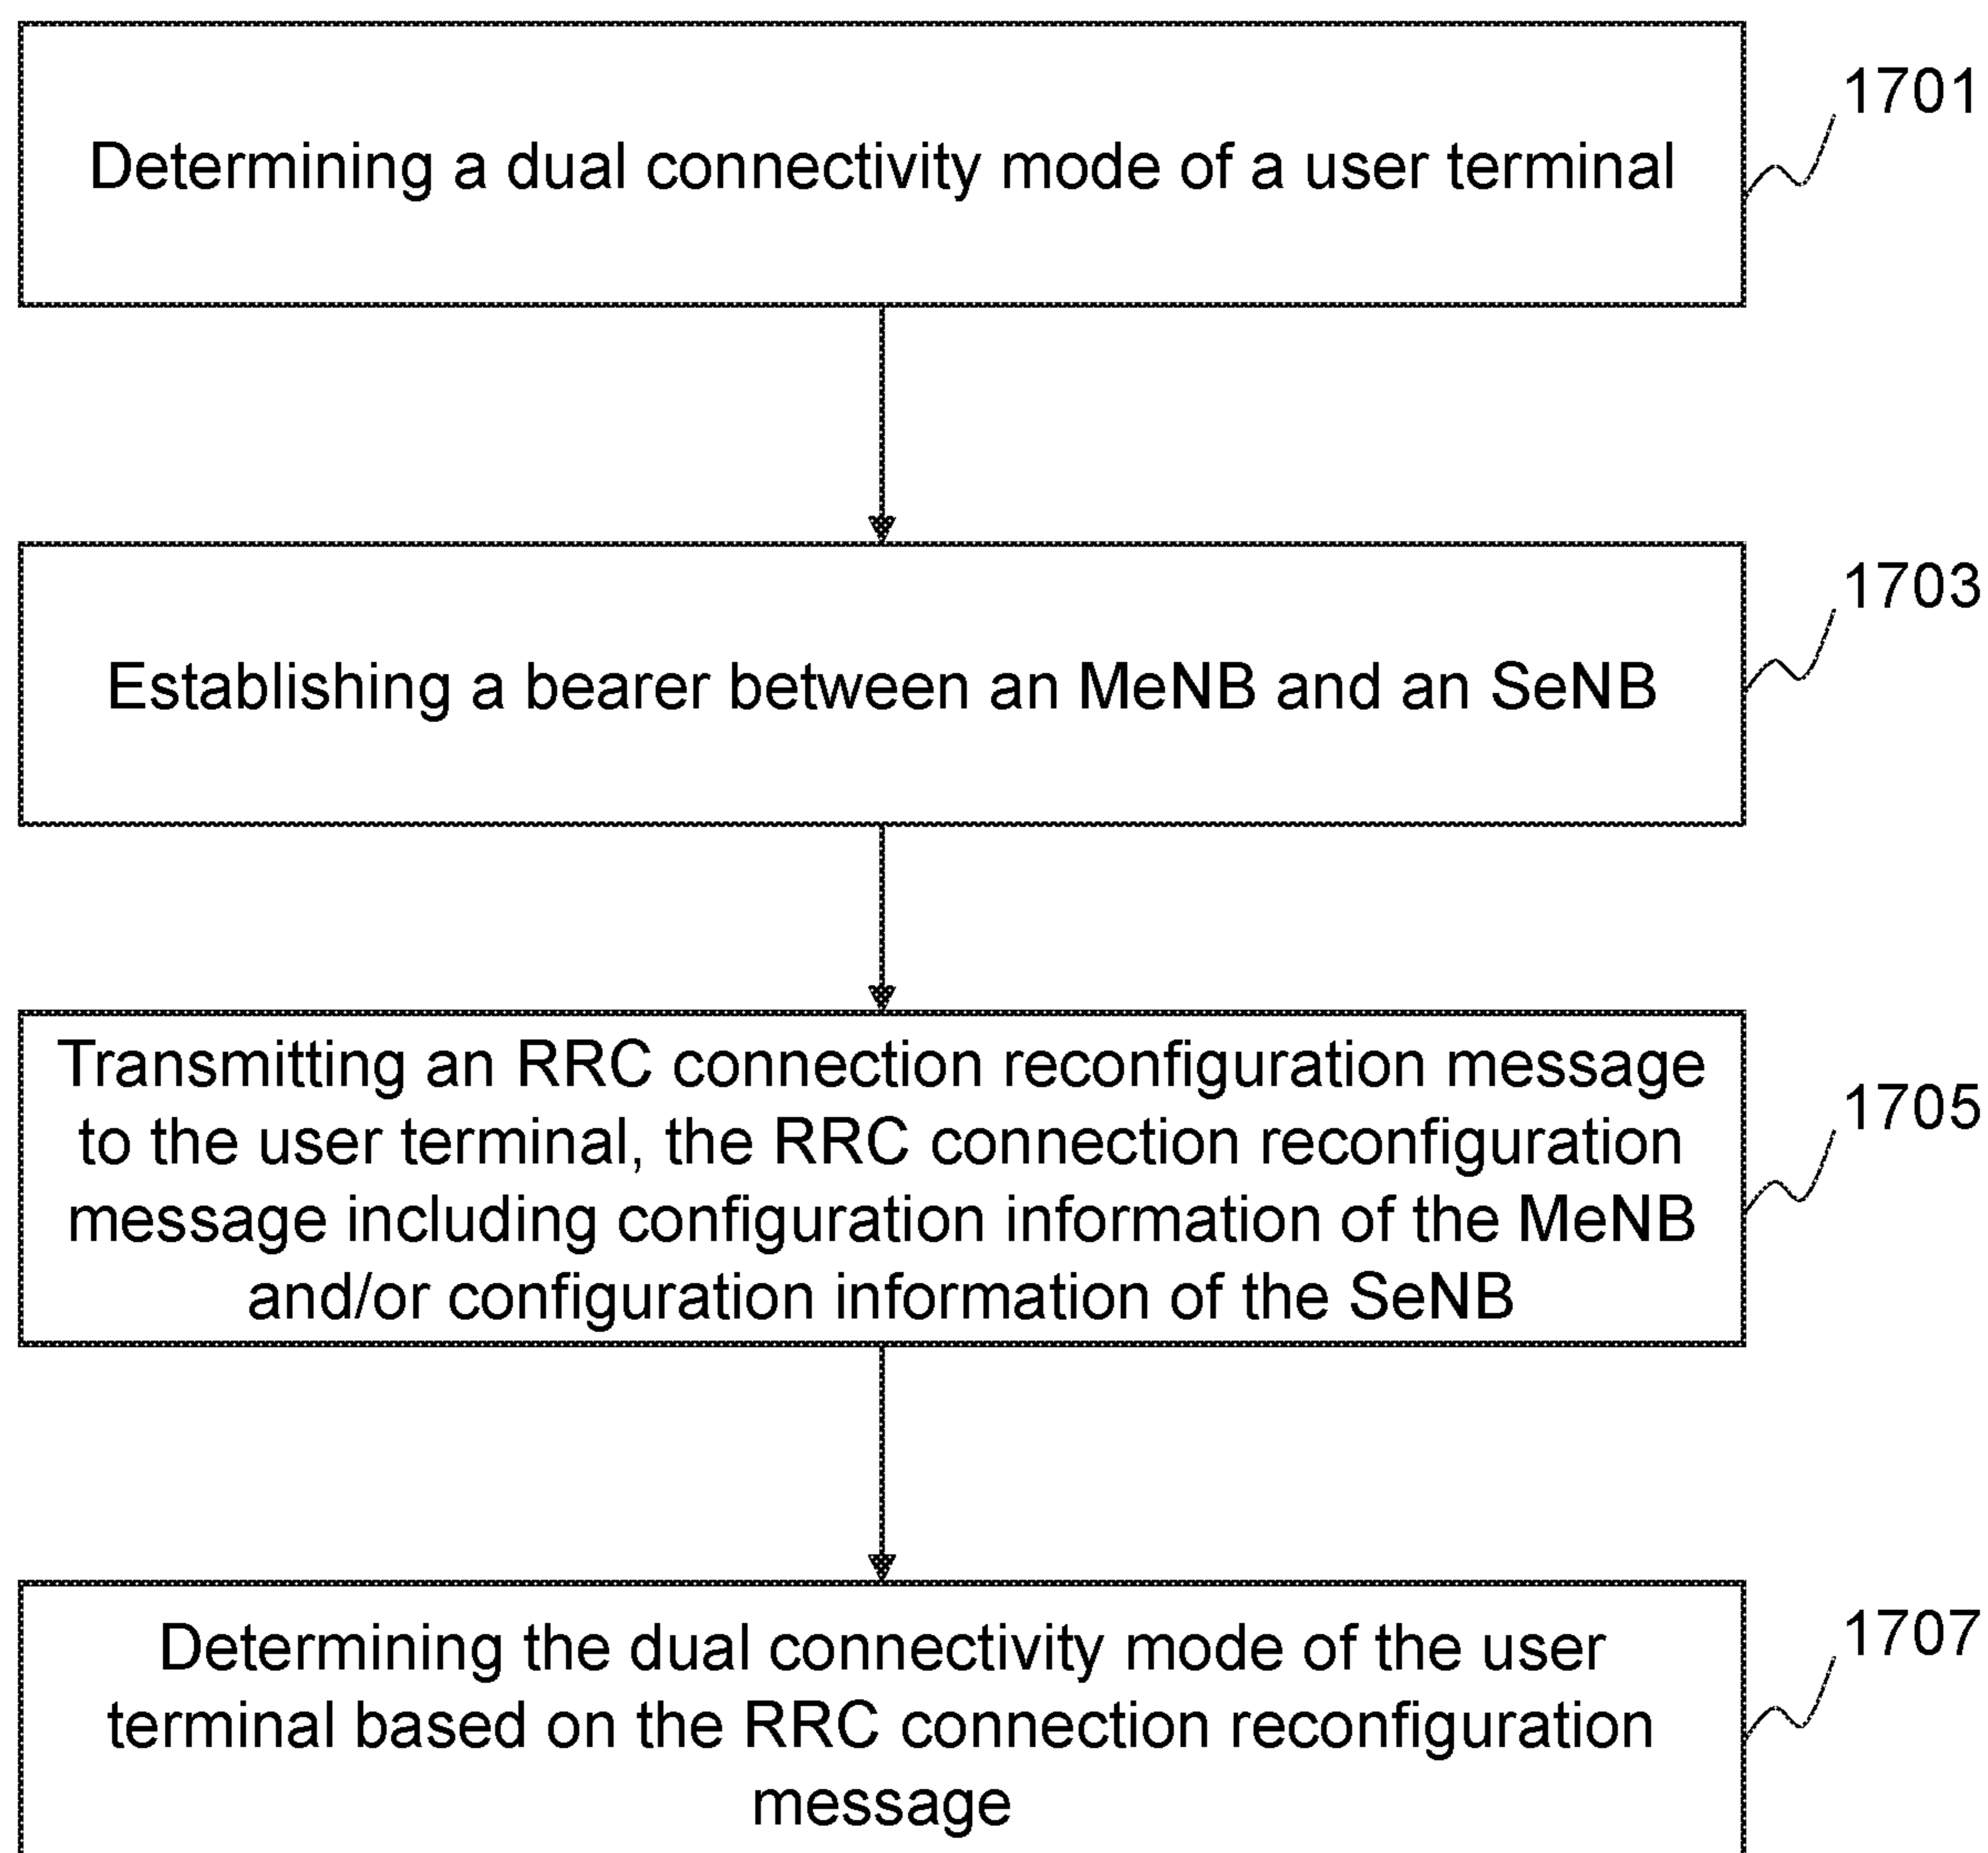 Determining a dual connectivity mode of a user terminal
1701
Establishing a bearer between an MeNB and an SeNB
1703
Transmitting an RRC connection reconfiguration message
to the user terminal, the RRC connection reconfiguration
message including configuration information of the MeNB
and/or configuration information of the SeNB
1705
Determining the dual connectivity mode of the user
terminal based on the RRC connection reconfiguration
message
1707